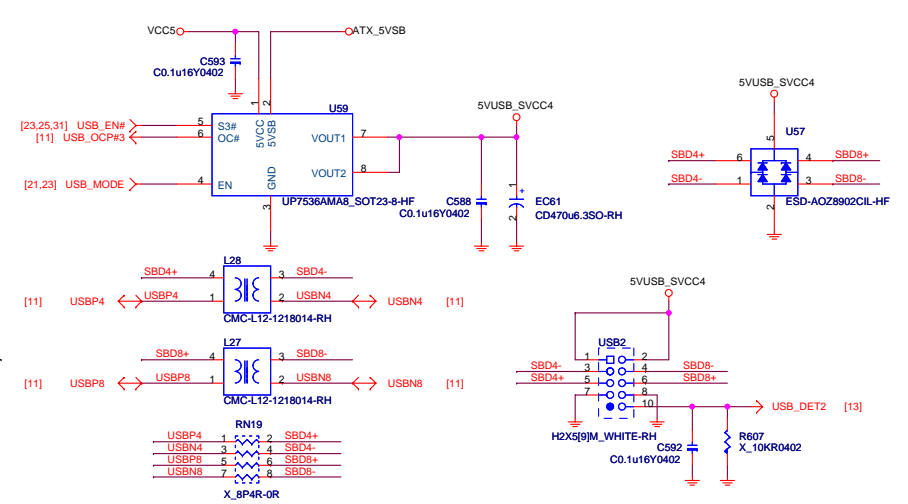 VCC5
ATX_5VSB
C593
C0.1u16Y0402
U59
1
2
[23,25,31] USB_EN#
5
S3#
[11] USB_OCP#3
6
OC#
[21,23] USB_MODE
4
EN
5VCC
5VSB
GND
VOUT1
7
VOUT2
8
3
UP7536AMA8_SOT23-8-HF
5VUSB_SVCC4
C588
C0.1u16Y0402
1
+
2
EC61
CD470u6.3SO-RH
5VUSB_SVCC4
5
U57
SBD4+
6
4
SBD8+
SBD4-
1
3
SBD8-
2
ESD-AOZ8902CIL-HF
L28
SBD4+
4
3
SBD4-
[11]
USBP4
USBP4
1
2
USBN4
USBN4
[11]
CMC-L12-1218014-RH
L27
SBD8+
4
3
SBD8-
[11]
USBP8
USBP8
1
2
USBN8
USBN8
[11]
CMC-L12-1218014-RH
RN19
USBP4 1 2 SBD4+
USBN4 3 4 SBD4-
USBP8 5 6 SBD8+
USBN8 7 8 SBD8-
X_8P4R-0R
5VUSB_SVCC4
USB2
1 2
SBD4- 3 4 SBD8-
SBD4+ 5 6 SBD8+
7 8
10
USB_DET2 [13]
H2X5[9]M_WHITE-RH
C592
C0.1u16Y0402
R607
X_10KR0402